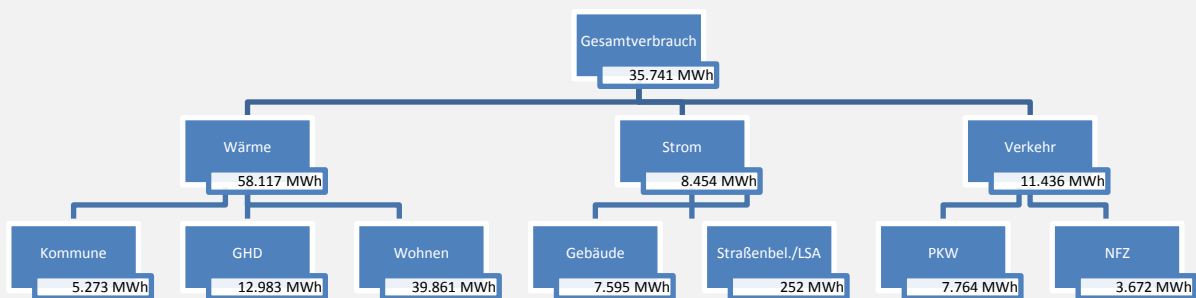 Gesamtverbrauch
35.741 MWh
Wärme
58.117 MWh
Strom
8.454 MWh
Verkehr
11.436 MWh
Kommune
5.273 MWh
GHD
12.983 MWh
Wohnen
39.861 MWh
Gebäude
7.595 MWh
Straßenbel./LSA
252 MWh
PKW
7.764 MWh
NFZ
3.672 MWh